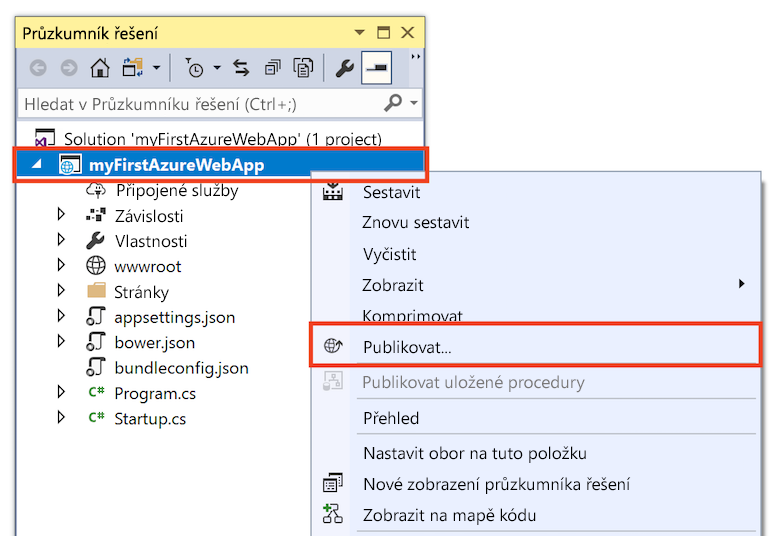 Průzkumník řešení
Hledat v Průzkumníku řešení (Ctrl+;)
Solution 'myFirstAzureWebApp' (1 project)
myFirstAzureWebApp
Připojené služby
Závislosti
Vlastnosti
wwwroot
Stránky
appsettings.json
bower.json
bundleconfig.json
C# Program.cs
C# Startup.cs
Sestavit
Znovu sestavit
Vyčistit
Zobrazit
Komprimovat
Publikovat...
Publikovat uložené procedury
Přehled
Nastavit obor na tuto položku
Nové zobrazení průzkumníka řešení
Zobrazit na mapě kódu